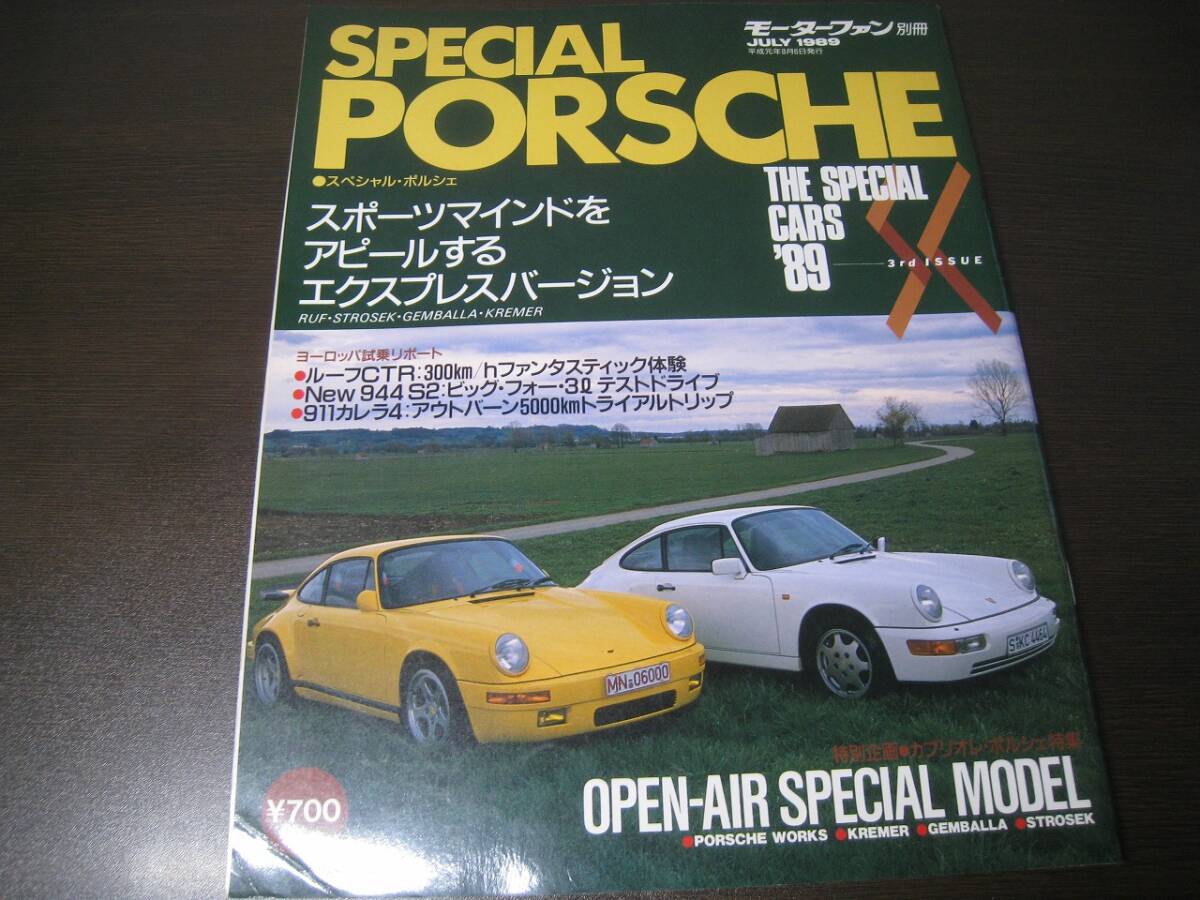 SPECIAL
PORSCHE
モーターファン別冊
JULY 1989
平成元年8月6日発行
●スペシャル・ポルシェ
スポーツマインドを
アピールする
エクスプレスバージョン
RUF・STROSEK・GEMBALLA・KREMER
THE SPECIAL
CARS
'89
3rd ISSUE
ヨーロッパ試乗リポート
●ルーフCTR:300km/hファンタスティック体験
●New 944 S2:ビッグ・フォー・3ℓ テストドライブ
●911カレラ4:アウトバーン5000kmトライアルトリップ
MN 06000
S KC 4464
特別企画●カブリオレ・ポルシェ特集
OPEN-AIR SPECIAL MODEL
●PORSCHE WORKS ●KREMER ●GEMBALLA ●STROSEK
¥700